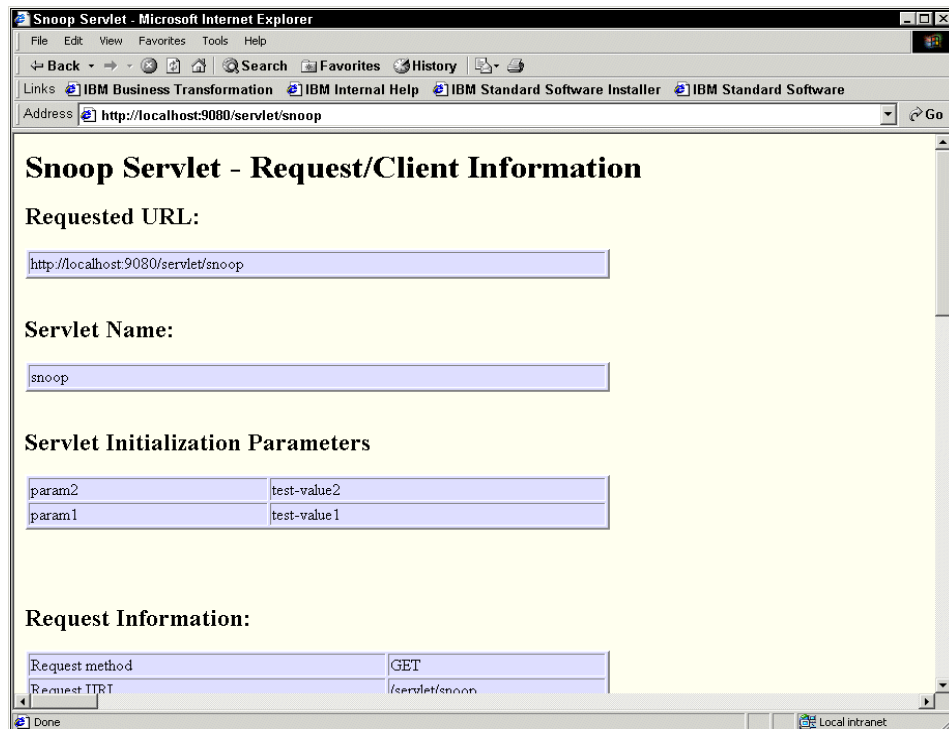 Snoop Servlet - Microsoft Internet Explorer
File Edit View Favorites Tools Help
Back Search Favorites History
Links IBM Business Transformation IBM Internal Help IBM Standard Software Installer IBM Standard Software
Address http://localhost:9080/servlet/snoop Go
Snoop Servlet - Request/Client Information
Requested URL:
http://localhost:9080/servlet/snoop
Servlet Name:
snoop
Servlet Initialization Parameters
param2 test-value2
param1 test-value1
Request Information:
Request method GET
Request URI /servlet/snoop
Done Local intranet